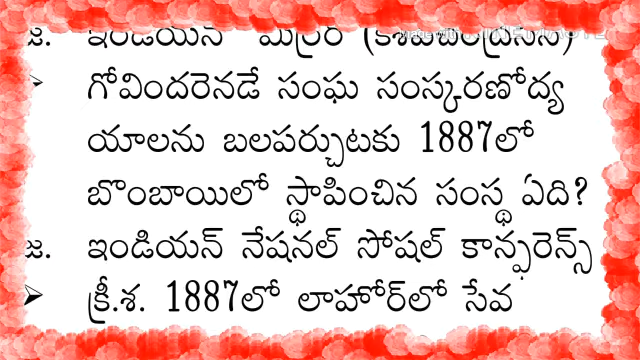 జ. ఇండియన్ మిర్రర్ (కేశవచంద్రసేన్)
గోవిందరెనడే సంఘ సంస్కరణోద్య
యాలను బలపర్చుటకు 1887లో
బొంబాయిలో స్థాపించిన సంస్థ ఏది?
జ. ఇండియన్ నేషనల్ సోషల్ కాన్ఫరెన్స్
క్రీ.శ. 1887లో లాహోర్‌లో సేవ